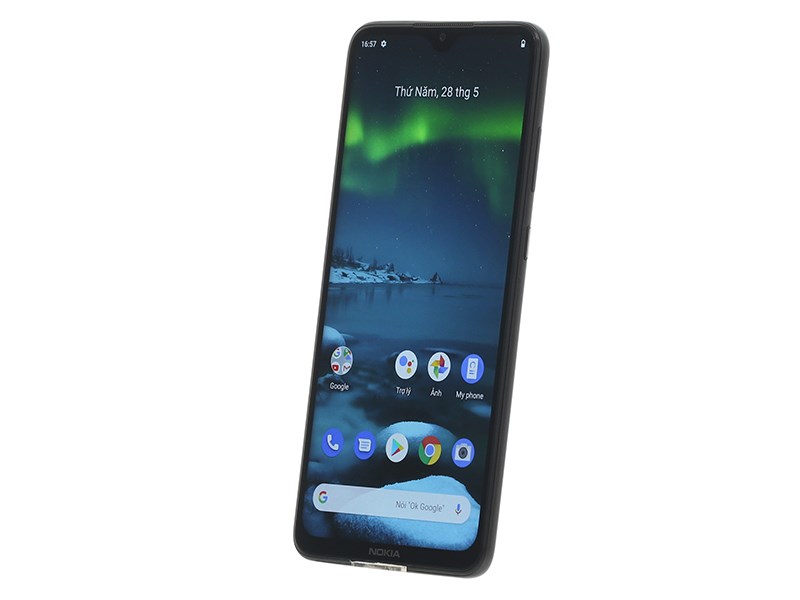 16:57
Thứ Năm, 28 thg 5
Google
Trợ lý
Ảnh
My phone
Nói "Ok Google"
NOKIA